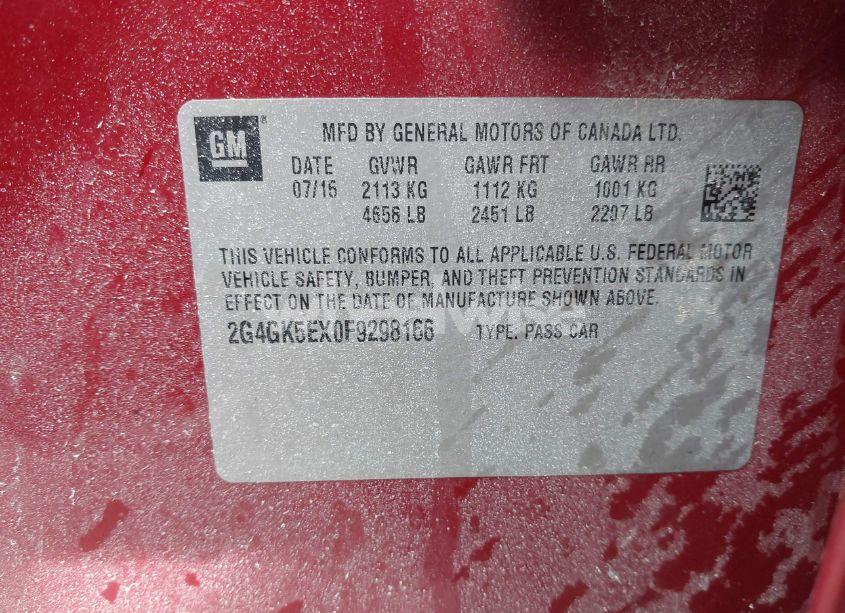 GM®
MFD BY GENERAL MOTORS OF CANADA LTD.
DATE GVWR GAWR FRT GAWR RR
07/15 2113 KG 1112 KG 1001 KG
4656 LB 2451 LB 2207 LB
THIS VEHICLE CONFORMS TO ALL APPLICABLE U.S. FEDERAL MOTOR
VEHICLE SAFETY, BUMPER, AND THEFT PREVENTION STANDARDS IN
EFFECT ON THE DATE OF MANUFACTURE SHOWN ABOVE.
2G4GK5EX0F9298166 TYPE: PASS CAR